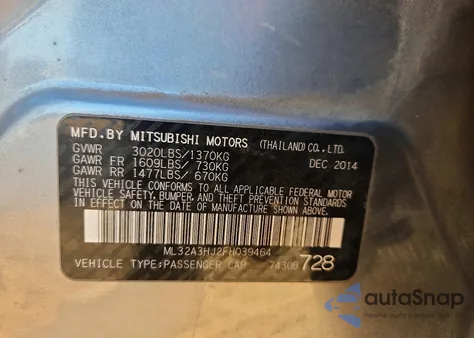 MFD.BY MITSUBISHI MOTORS (THAILAND) CO., LTD.
GVWR 3020LBS/1370KG DEC 2014
GAWR FR 1609LBS/ 730KG
GAWR RR 1477LBS/ 670KG
THIS VEHICLE CONFORMS TO ALL APPLICABLE FEDERAL MOTOR
VEHICLE SAFETY, BUMPER, AND THEFT PREVENTION
STANDARDS IN EFFECT ON THE DATE
OF MANUFACTURE SHOWN ABOVE.
ML32A3HJ2FH039464
VEHICLE TYPE:PASSENGER CAR 7430B 728
autoSnap